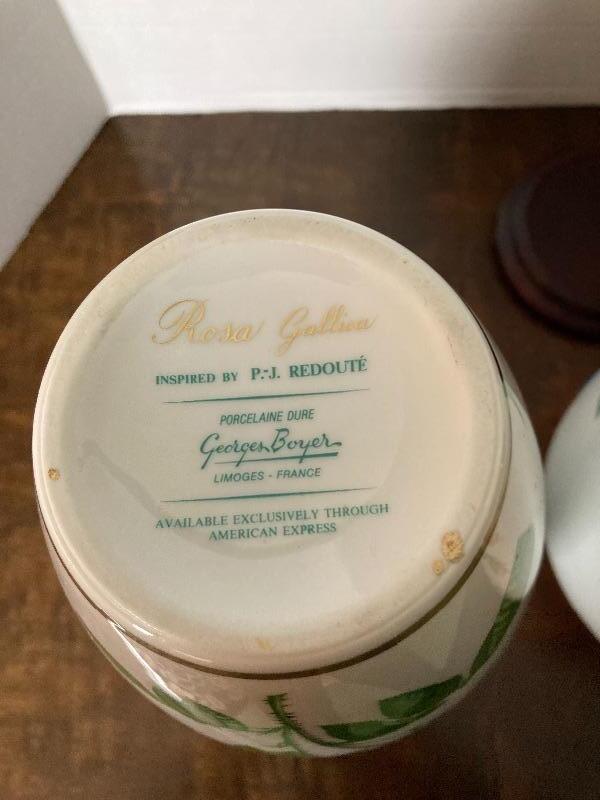 Rosa Gallica
INSPIRED BY P.-J. REDOUTÉ
PORCELAINE DURE
Georges Boyer
LIMOGES - FRANCE
AVAILABLE EXCLUSIVELY THROUGH
AMERICAN EXPRESS